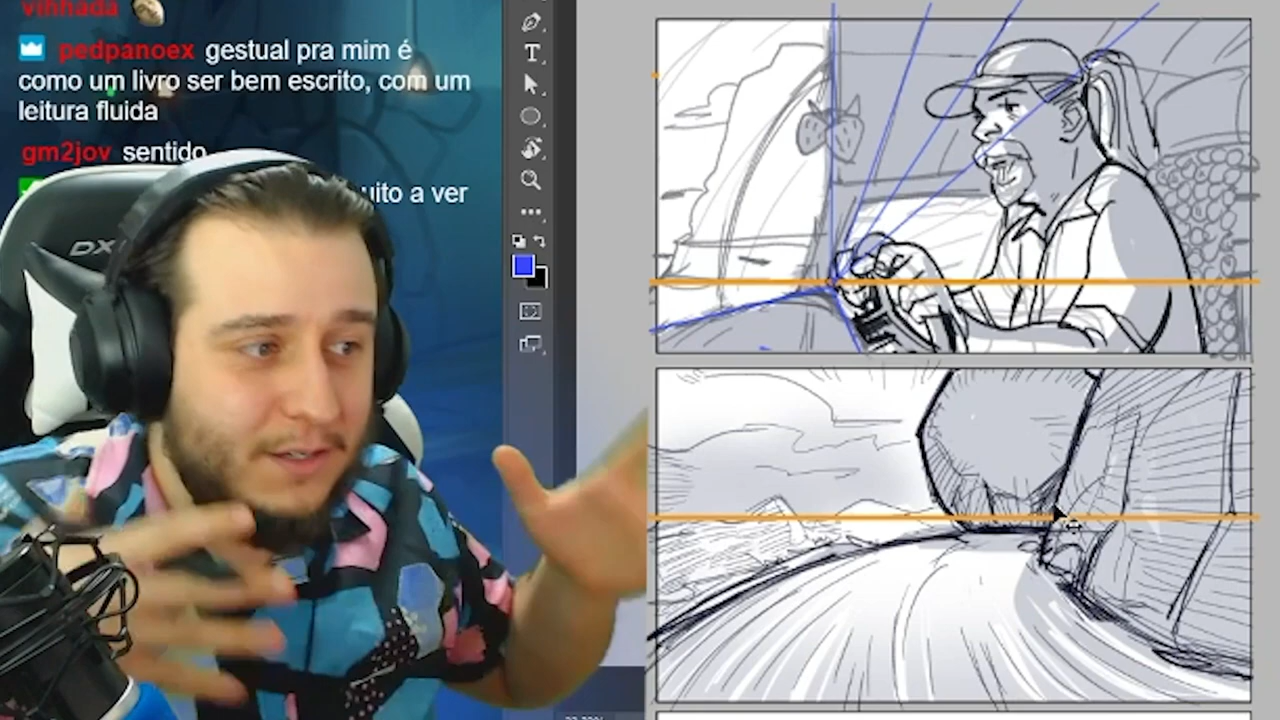 vihhada
pedpanoex gestual pra mim é
como um livro ser bem escrito, com um
leitura fluida
gm2jov sentido
uito a ver
DX
T